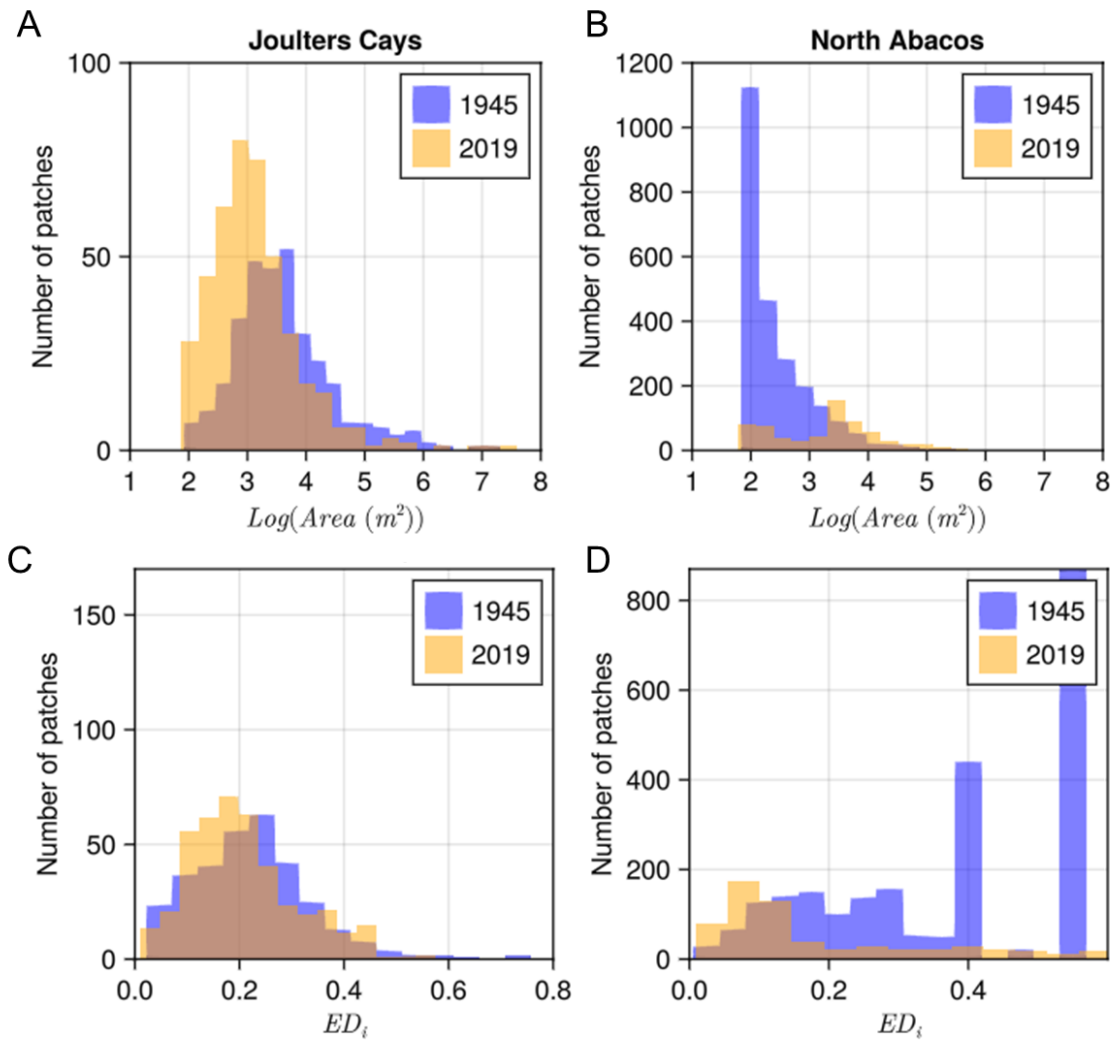 A
Joulters Cays
100
50
0
Number of patches
1945
2019
1 2 3 4 5 6 7 8
Log(Area (m²))
B
North Abacos
1200
1000
800
600
400
200
0
Number of patches
1945
2019
1 2 3 4 5 6 7 8
Log(Area (m²))
C
150
100
50
0
Number of patches
1945
2019
0.0 0.2 0.4 0.6 0.8
EDᵢ
D
800
600
400
200
0
Number of patches
1945
2019
0.0 0.2 0.4
EDᵢ